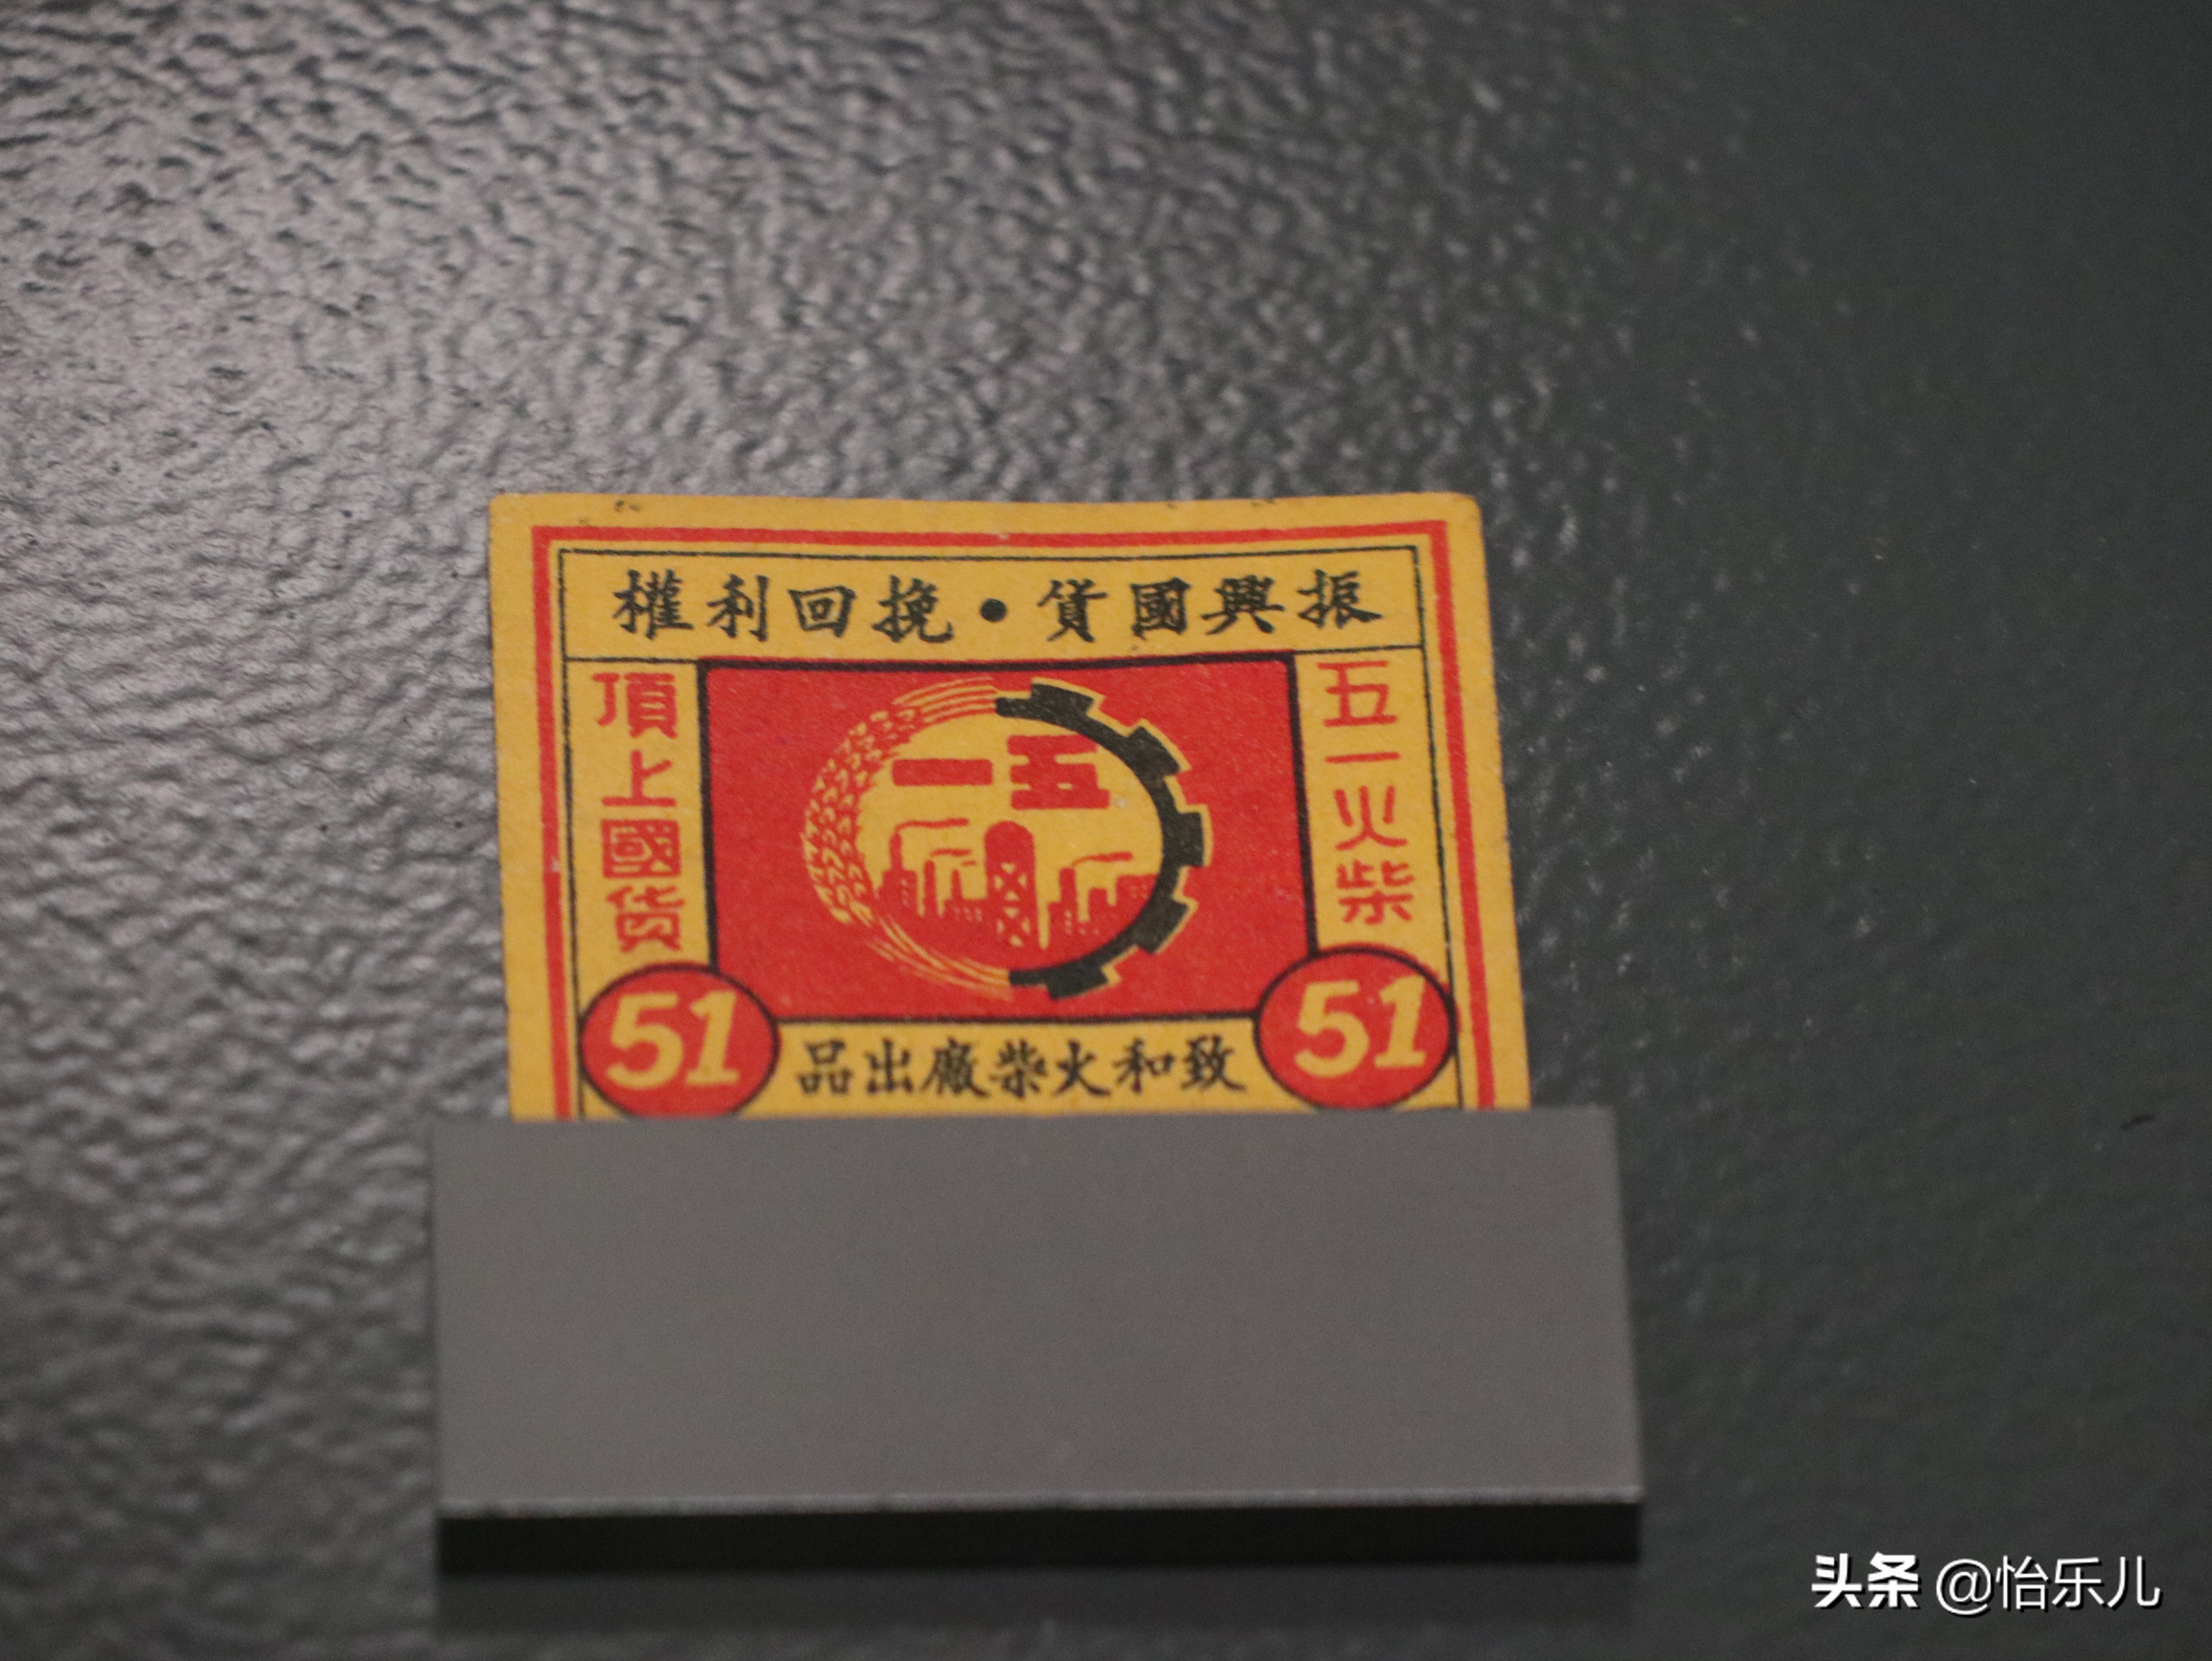 振興國貨•挽回利權
五一火柴
五一
頂上國貨
51
51
致和火柴廠出品
头条 @怡乐儿